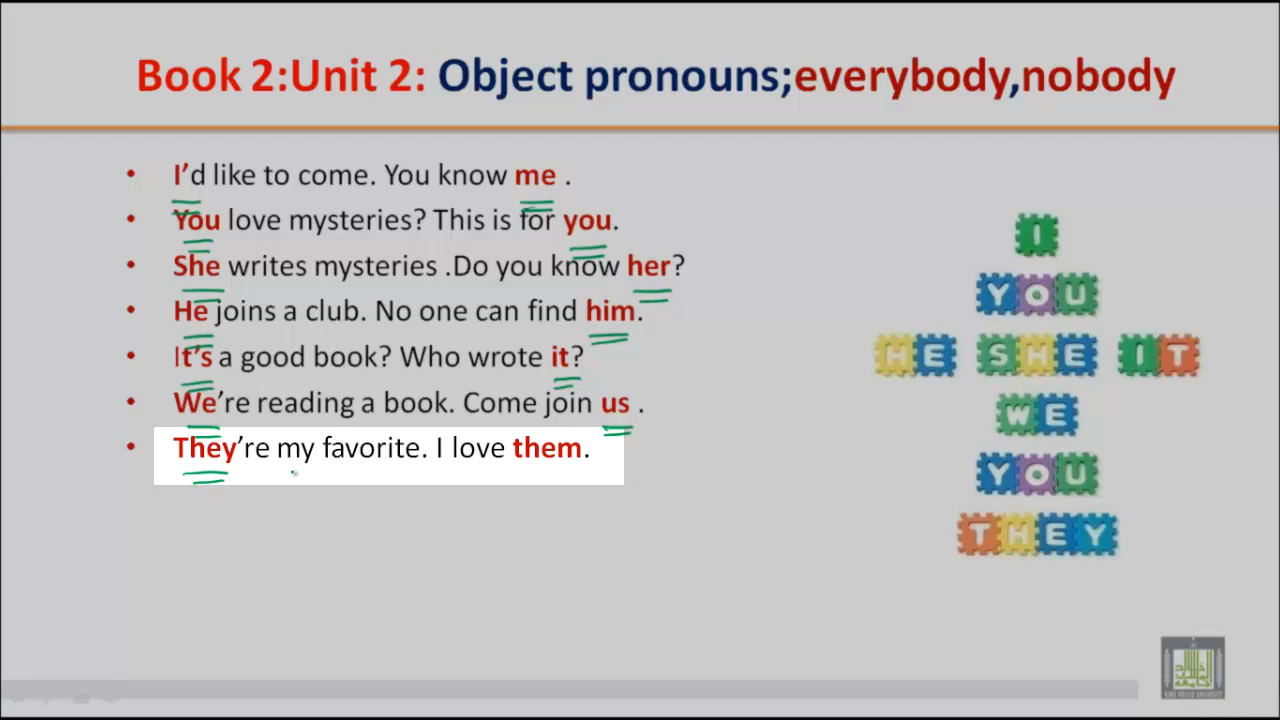 Book 2:Unit 2: Object pronouns;everybody,nobody
• I’d like to come. You know me .
• You love mysteries? This is for you.
• She writes mysteries .Do you know her?
• He joins a club. No one can find him.
• It’s a good book? Who wrote it?
• We’re reading a book. Come join us .
• They’re my favorite. I love them.
I
YOU
HE SHE IT
WE
YOU
THEY
KING KHALID UNIVERSITY